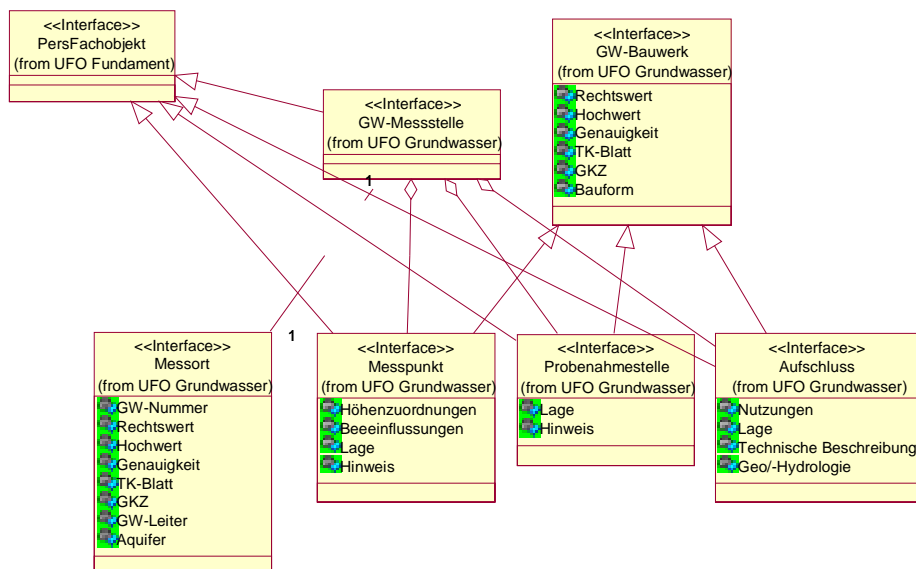 <<Interface>>
PersFachobjekt
(from UFO Fundament)
<<Interface>>
GW-Messstelle
(from UFO Grundwasser)
<<Interface>>
GW-Bauwerk
(from UFO Grundwasser)
Rechtswert
Hochwert
Genauigkeit
TK-Blatt
GKZ
Bauform
1
1
<<Interface>>
Messort
(from UFO Grundwasser)
GW-Nummer
Rechtswert
Hochwert
Genauigkeit
TK-Blatt
GKZ
GW-Leiter
Aquifer
<<Interface>>
Messpunkt
(from UFO Grundwasser)
Höhenzuordnungen
Beeeinflussungen
Lage
Hinweis
<<Interface>>
Probenahmestelle
(from UFO Grundwasser)
Lage
Hinweis
<<Interface>>
Aufschluss
(from UFO Grundwasser)
Nutzungen
Lage
Technische Beschreibung
Geo/-Hydrologie